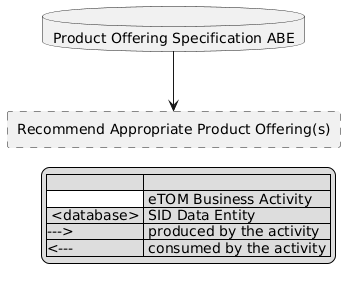 Product Offering Specification ABE
Recommend Appropriate Product Offering(s)
eTOM Business Activity
<database> SID Data Entity
---> produced by the activity
<--- consumed by the activity